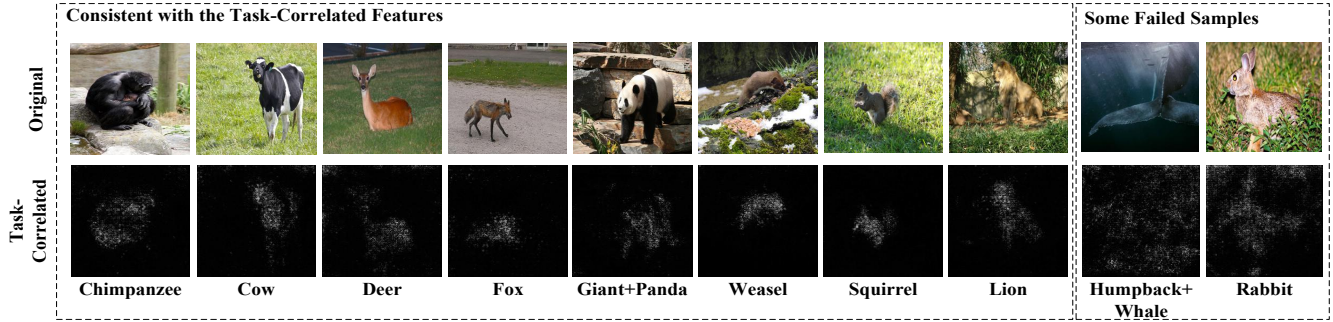 Consistent with the Task-Correlated Features
Some Failed Samples
Original
Task-
Correlated
Chimpanzee
Cow
Deer
Fox
Giant+Panda
Weasel
Squirrel
Lion
Humpback+
Whale
Rabbit